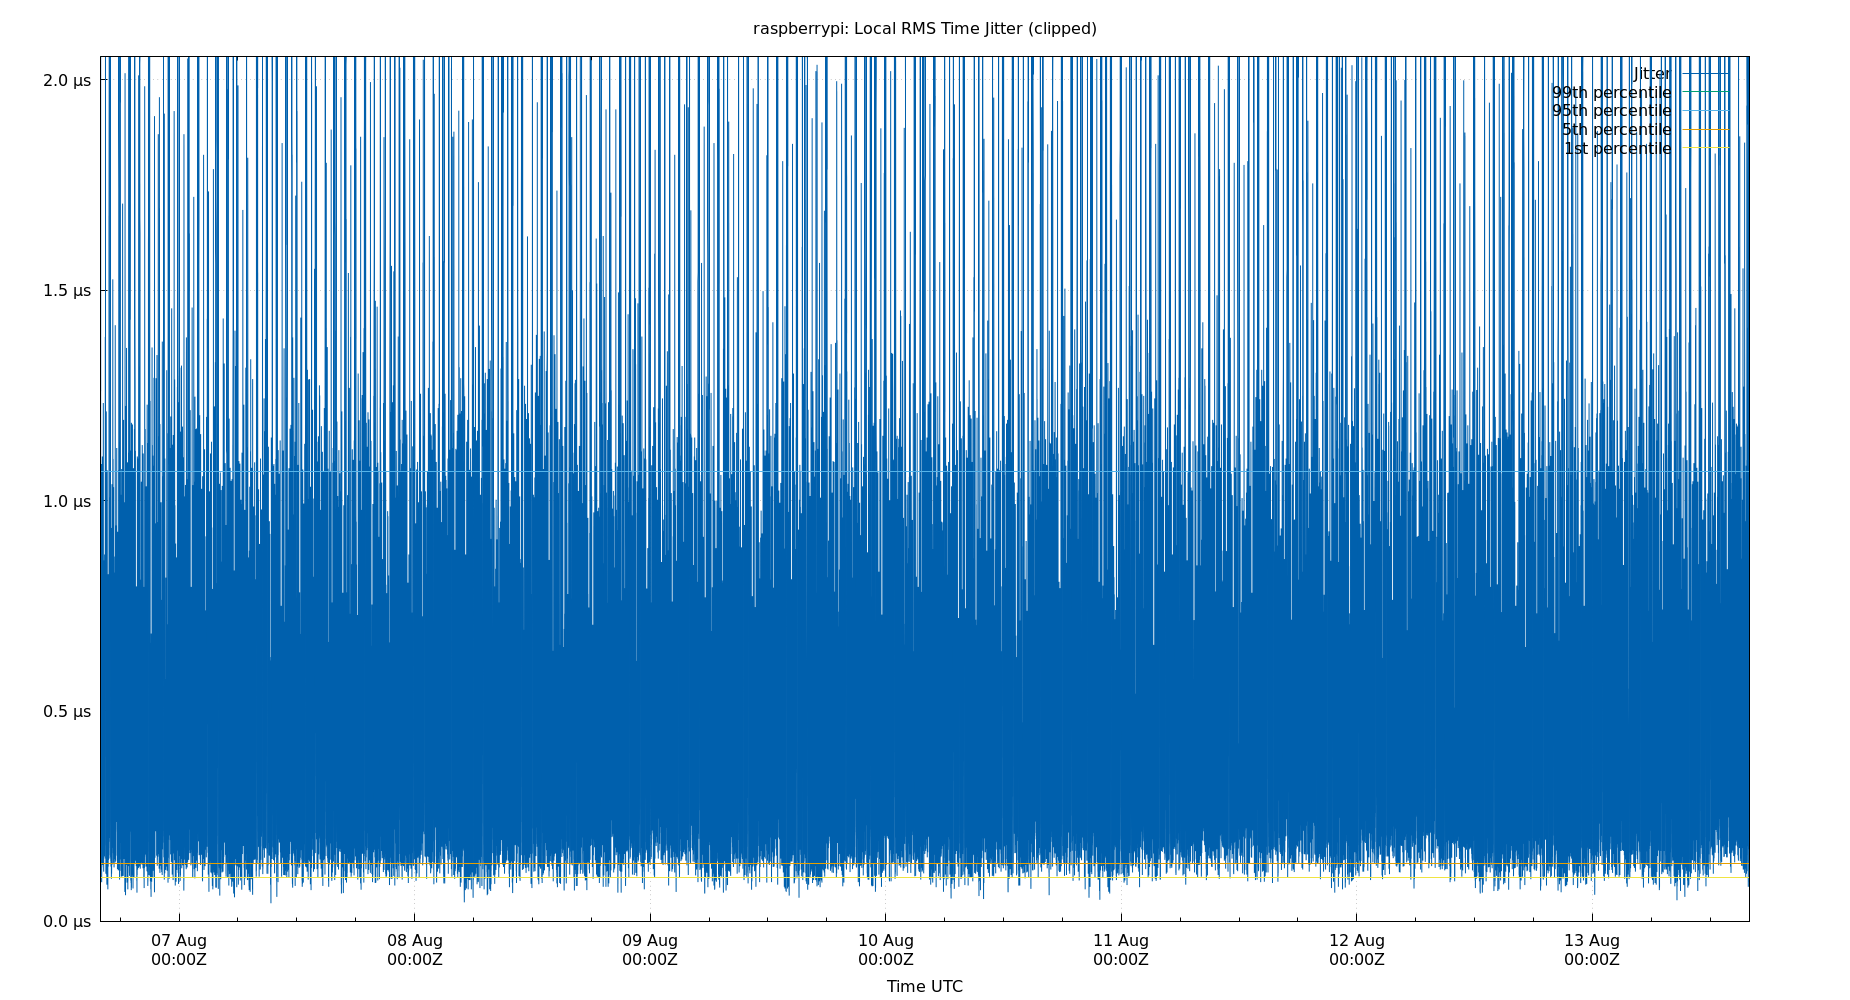 raspberrypi: Local RMS Time Jitter (clipped)
2.0 µs
1.5 µs
1.0 µs
0.5 µs
0.0 µs
Jitter
99th percentile
95th percentile
5th percentile
1st percentile
07 Aug
00:00Z
08 Aug
00:00Z
09 Aug
00:00Z
10 Aug
00:00Z
11 Aug
00:00Z
12 Aug
00:00Z
13 Aug
00:00Z
Time UTC